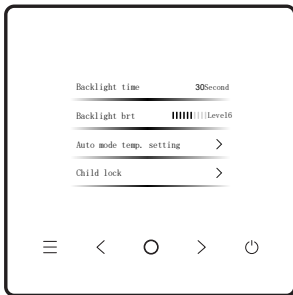 Backlight time 30Second
Backlight brt Level6
Auto mode temp. setting
Child lock